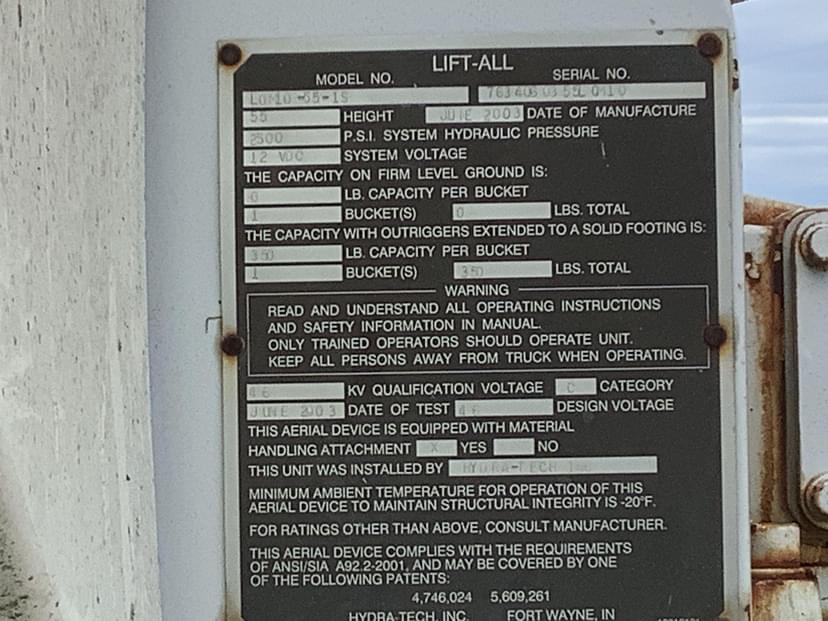 LIFT-ALL
MODEL NO. SERIAL NO.
55 HEIGHT JUNE 2003 DATE OF MANUFACTURE
2500 P.S.I. SYSTEM HYDRAULIC PRESSURE
12 VDC SYSTEM VOLTAGE
THE CAPACITY ON FIRM LEVEL GROUND IS:
0 LB. CAPACITY PER BUCKET
1 BUCKET(S) 0 LBS. TOTAL
THE CAPACITY WITH OUTRIGGERS EXTENDED TO A SOLID FOOTING IS:
350 LB. CAPACITY PER BUCKET
1 BUCKET(S) 350 LBS. TOTAL
WARNING
READ AND UNDERSTAND ALL OPERATING INSTRUCTIONS
AND SAFETY INFORMATION IN MANUAL.
ONLY TRAINED OPERATORS SHOULD OPERATE UNIT.
KEEP ALL PERSONS AWAY FROM TRUCK WHEN OPERATING.
46 KV QUALIFICATION VOLTAGE C CATEGORY
JUNE 2003 DATE OF TEST 46 DESIGN VOLTAGE
THIS AERIAL DEVICE IS EQUIPPED WITH MATERIAL
HANDLING ATTACHMENT X YES NO
THIS UNIT WAS INSTALLED BY HYDRA-TECH
MINIMUM AMBIENT TEMPERATURE FOR OPERATION OF THIS
AERIAL DEVICE TO MAINTAIN STRUCTURAL INTEGRITY IS -20°F.
FOR RATINGS OTHER THAN ABOVE, CONSULT MANUFACTURER.
THIS AERIAL DEVICE COMPLIES WITH THE REQUIREMENTS
OF ANSI/SIA A92.2-2001, AND MAY BE COVERED BY ONE
OF THE FOLLOWING PATENTS:
4,746,024 5,609,261
HYDRA-TECH, INC. FORT WAYNE, IN